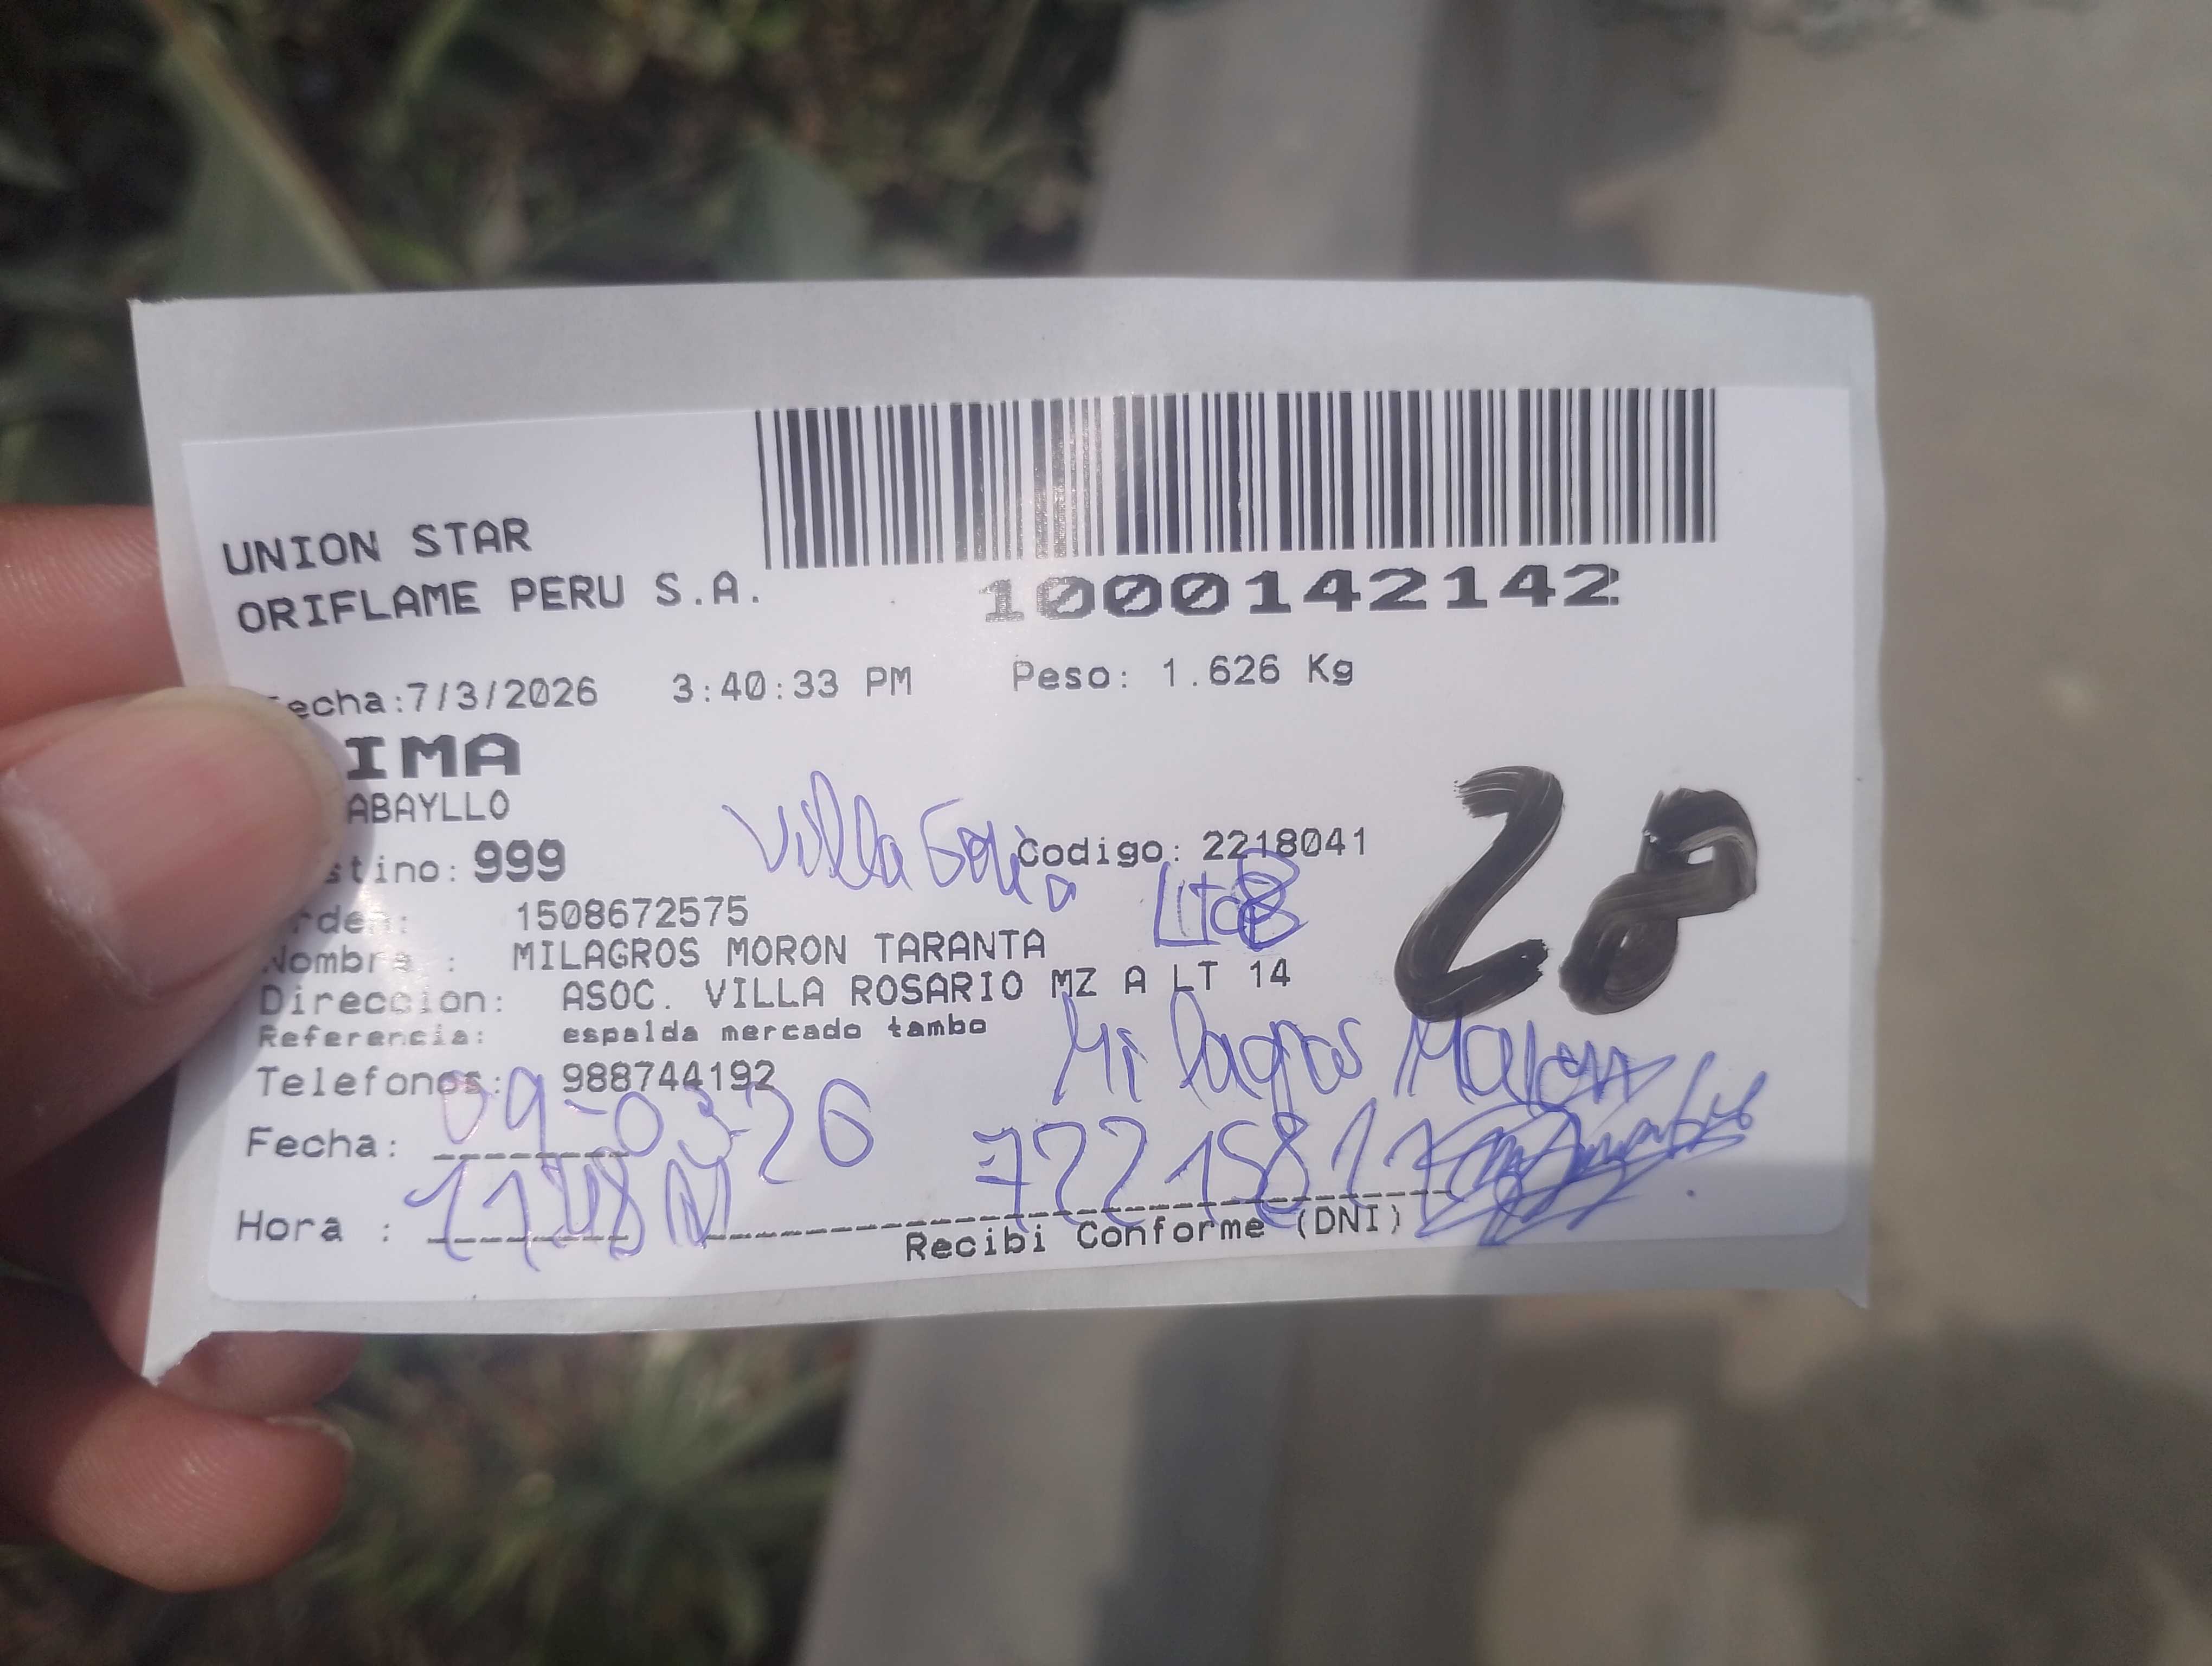 UNION STAR
ORIFLAME PERU S.A.
1000142142
echa:7/3/2026 3:40:33 PM Peso: 1.626 Kg
IMA
ABAYLLO
stino: 999
Villa Codigo: 2218041
rden: 1508672575
Nombre : MILAGROS MORON TARANTA
Direccion: ASOC. VILLA ROSARIO MZ A LT 14
Referencia: espalda mercado tambo
28
Milagros Moron
Telefonos: 988744192
Fecha: 09-03-26
Hora :
Recibi Conforme (DNI)